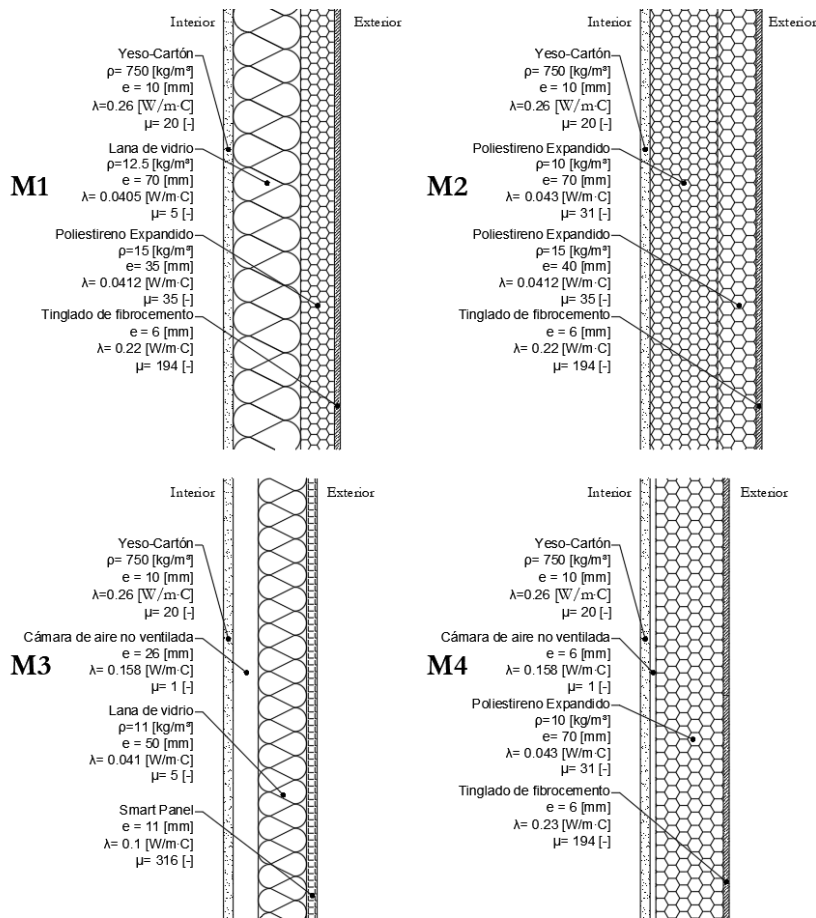 Interior
Exterior
Yeso-Cartón
ρ= 750 [kg/m³]
e = 10 [mm]
λ=0.26 [W/m·C]
μ= 20 [-]
Lana de vidrio
ρ=12.5 [kg/m³]
e = 70 [mm]
λ= 0.0405 [W/m·C]
μ= 5 [-]
M1
Poliestireno Expandido
ρ=15 [kg/m³]
e= 35 [mm]
λ= 0.0412 [W/m·C]
μ= 35 [-]
Tinglado de fibrocemento
e = 6 [mm]
λ= 0.22 [W/m·C]
μ= 194 [-]
Interior
Exterior
Yeso-Cartón
ρ= 750 [kg/m³]
e = 10 [mm]
λ=0.26 [W/m·C]
μ= 20 [-]
Poliestireno Expandido
ρ=10 [kg/m³]
e = 70 [mm]
λ= 0.043 [W/m·C]
μ= 31 [-]
M2
Poliestireno Expandido
ρ=15 [kg/m³]
e= 40 [mm]
λ= 0.0412 [W/m·C]
μ= 35 [-]
Tinglado de fibrocemento
e = 6 [mm]
λ= 0.22 [W/m·C]
μ= 194 [-]
Interior
Exterior
Yeso-Cartón
ρ= 750 [kg/m³]
e = 10 [mm]
λ=0.26 [W/m·C]
μ= 20 [-]
Cámara de aire no ventilada
e = 26 [mm]
λ= 0.158 [W/m·C]
μ= 1 [-]
M3
Lana de vidrio
ρ=11 [kg/m³]
e = 50 [mm]
λ= 0.041 [W/m·C]
μ= 5 [-]
Smart Panel
e = 11 [mm]
λ= 0.1 [W/m·C]
μ= 316 [-]
Interior
Exterior
Yeso-Cartón
ρ= 750 [kg/m³]
e = 10 [mm]
λ=0.26 [W/m·C]
μ= 20 [-]
Cámara de aire no ventilada
e = 6 [mm]
λ= 0.158 [W/m·C]
μ= 1 [-]
M4
Poliestireno Expandido
ρ=10 [kg/m³]
e = 70 [mm]
λ= 0.043 [W/m·C]
μ= 31 [-]
Tinglado de fibrocemento
e = 6 [mm]
λ= 0.23 [W/m·C]
μ= 194 [-]